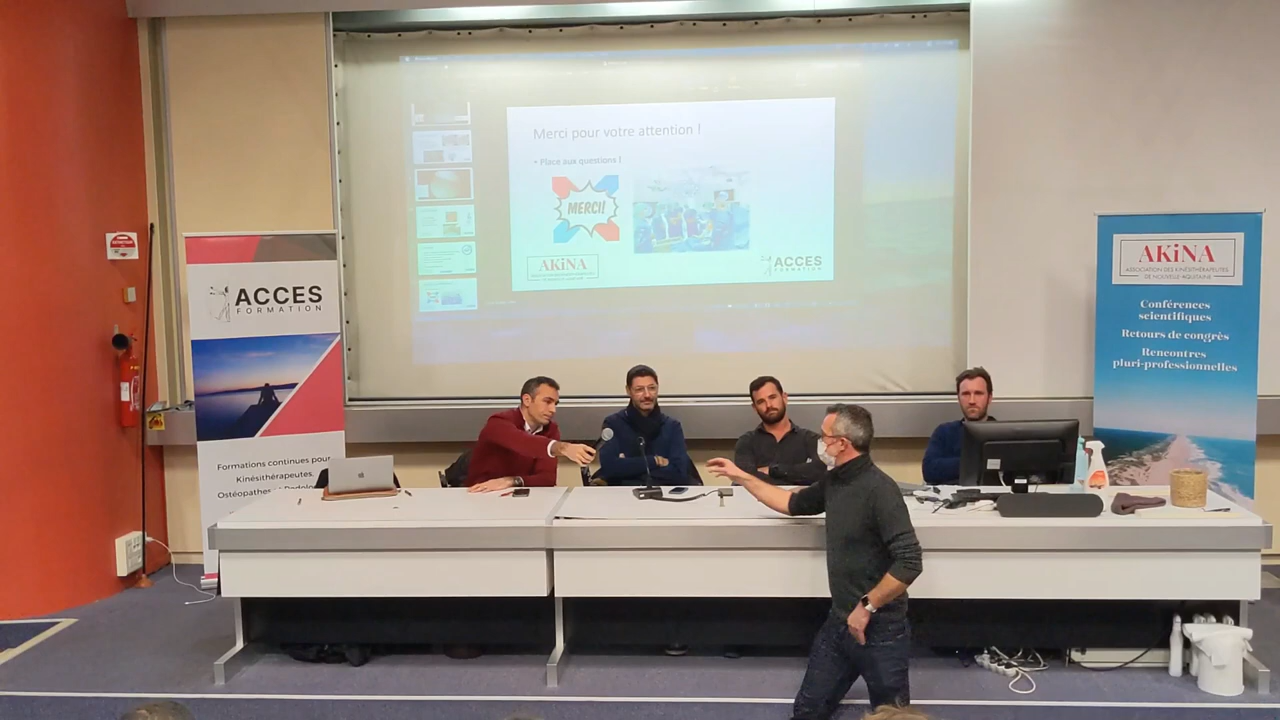 Merci pour votre attention !
• Place aux questions !
MERCI!
AKiNA
ACCES
FORMATION
ACCES
FORMATION
Formations continues pour
Kinésithérapeutes,
Ostéopathes
AKiNA
ASSOCIATION DES KINÉSITHÉRAPEUTES
DE NOUVELLE-AQUITAINE
Conférences
scientifiques
Retours de congrès
Rencontres
pluri-professionnelles